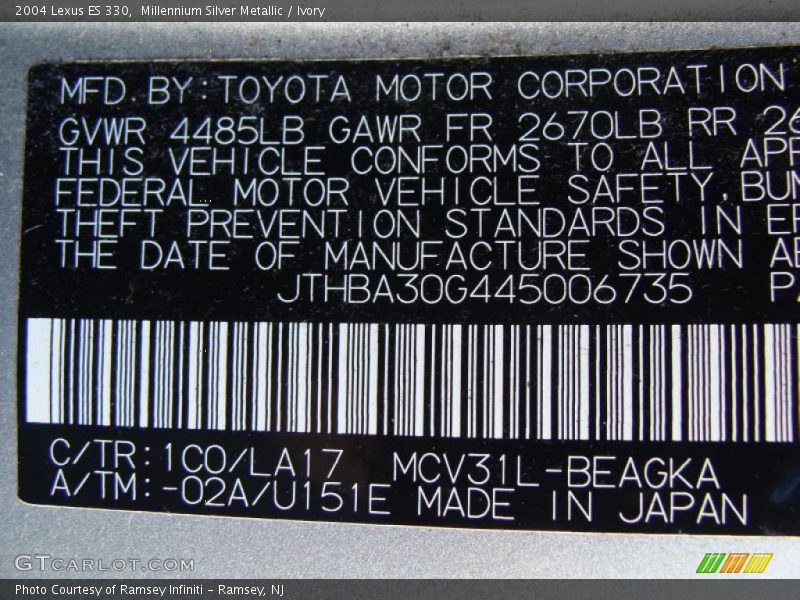 2004 Lexus ES 330, Millennium Silver Metallic / Ivory
MFD. BY: TOYOTA MOTOR CORPORATION
GVWR 4485LB GAWR FR 2670LB RR
THIS VEHICLE CONFORMS TO ALL
FEDERAL MOTOR VEHICLE SAFETY,
THEFT PREVENTION STANDARDS IN
THE DATE OF MANUFACTURE SHOWN
JTHBA30G445006735
C/TR: 1C0/LA17 MCV31L-BEAGKA
A/TM: -02A/U151E MADE IN JAPAN
GTCARLOT.COM
Photo Courtesy of Ramsey Infiniti - Ramsey, NJ